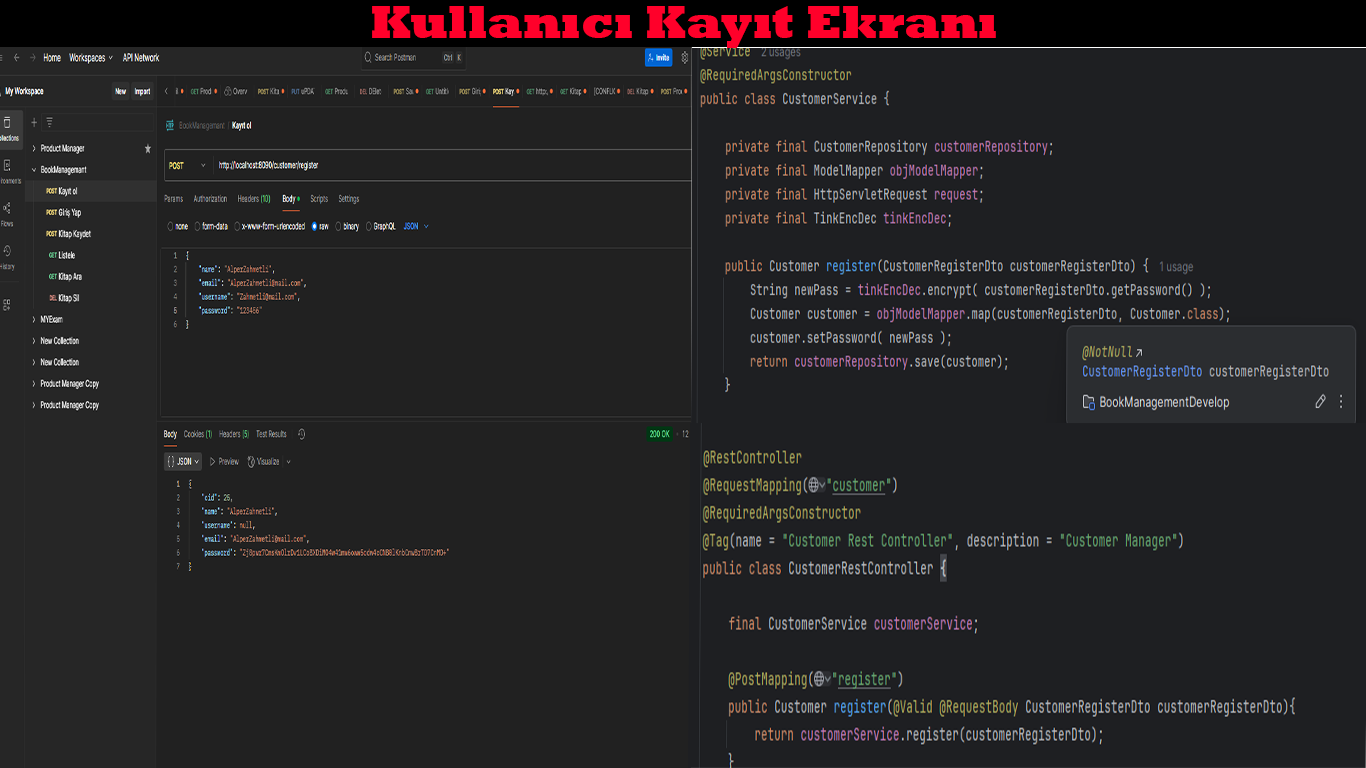 Kullanıcı Kayıt Ekranı
Home Workspaces API Network
Search Postman Ctrl K
Invite
My Workspace New Import
GET Prod Overv POST Kita PUT uPDA GET Produ DEL DElet POST Sau GET Untitl POST Giriş POST Kay GET http:, GET Kitap [CONFLIC DEL Kitap POST Proc
BookManagement / Kayıt ol
Product Manager
BookManagemant
POST Kayıt ol
POST Giriş Yap
POST Kitap Kaydet
GET Listele
GET Kitap Ara
DEL Kitap Sil
MYExam
New Collection
New Collection
Product Manager Copy
Product Manager Copy
Flows
History
POST http://localhost:8090/customer/register
Params Authorization Headers (10) Body Scripts Settings
none form-data x-www-form-urlencoded raw binary GraphQL JSON
1 {
2 "name": "AlperZahmetli",
3 "email": "AlperZahmetli@mail.com",
4 "username": "Zahmetli@mail.com",
5 "password": "123456"
6 }
Body Cookies (1) Headers (5) Test Results 200 OK 12
{} JSON Preview Visualize
1 {
2 "cid": 26,
3 "name": "AlperZahmetli",
4 "username": null,
5 "email": "AlperZahmetli@mail.com",
6 "password":
7 }
@Service 2 usages
@RequiredArgsConstructor
public class CustomerService {
private final CustomerRepository customerRepository;
private final ModelMapper objModelMapper;
private final HttpServletRequest request;
private final TinkEncDec tinkEncDec;
public Customer register(CustomerRegisterDto customerRegisterDto) { 1 usage
String newPass = tinkEncDec.encrypt( customerRegisterDto.getPassword() );
Customer customer = objModelMapper.map(customerRegisterDto, Customer.class);
customer.setPassword( newPass );
return customerRepository.save(customer);
}
@NotNull
CustomerRegisterDto customerRegisterDto
BookManagementDevelop
@RestController
@RequestMapping("customer")
@RequiredArgsConstructor
@Tag(name = "Customer Rest Controller", description = "Customer Manager")
public class CustomerRestController {
final CustomerService customerService;
@PostMapping("register")
public Customer register(@Valid @RequestBody CustomerRegisterDto customerRegisterDto){
return customerService.register(customerRegisterDto);
}